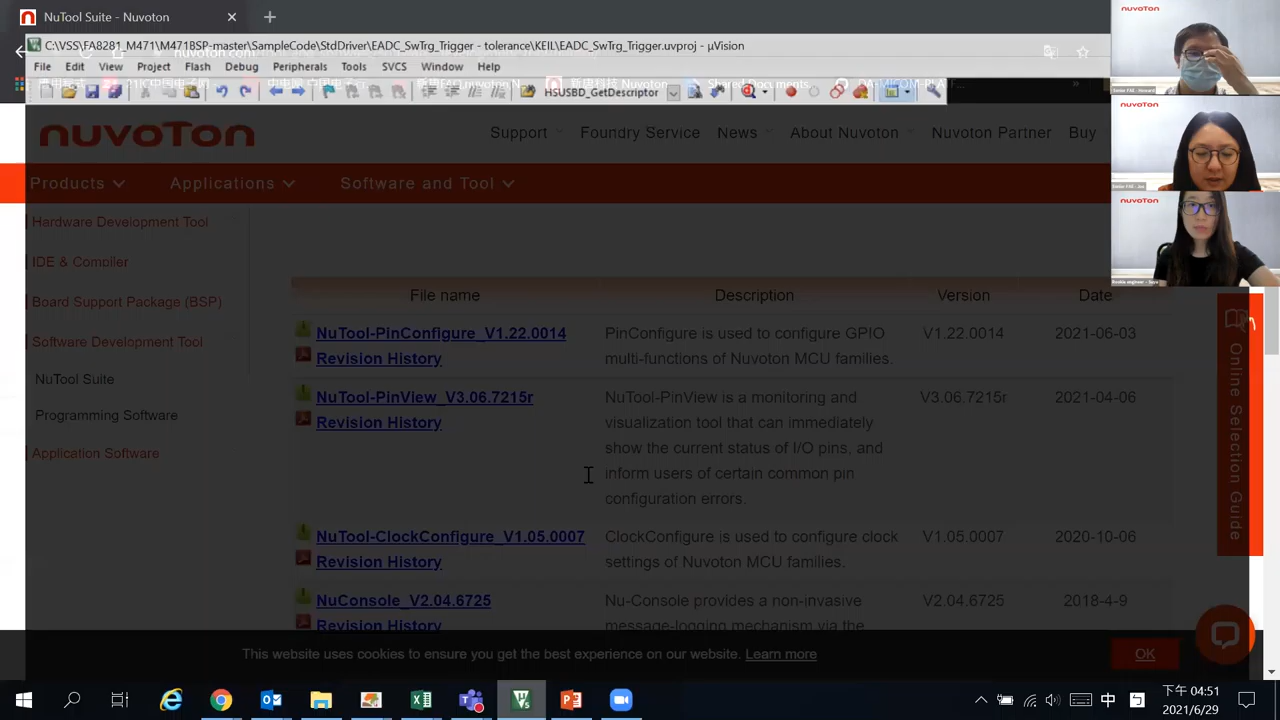 NuTool Suite - Nuvoton
C:\VSS\FA8281_M471\M471BSP-master\SampleCode\StdDriver\EADC_SwTrg_Trigger - tolerance\KEIL\EADC_SwTrg_Trigger.uvproj - µVision
File Edit View Project Flash Debug Peripherals Tools SVCS Window Help
HSUSBD_GetDescriptor
nuvoTon
Support Foundry Service News About Nuvoton Nuvoton Partner Buy
Products Applications Software and Tool
Hardware Development Tool
IDE & Compiler
Board Support Package (BSP)
Software Development Tool
NuTool Suite
Programming Software
Application Software
File name Description Version Date
NuTool-PinConfigure_V1.22.0014 PinConfigure is used to configure GPIO V1.22.0014 2021-06-03
Revision History multi-functions of Nuvoton MCU families.
NuTool-PinView_V3.06.7215r NuTool-PinView is a monitoring and V3.06.7215r 2021-04-06
Revision History visualization tool that can immediately
show the current status of I/O pins, and
inform users of certain common pin
configuration errors.
NuTool-ClockConfigure_V1.05.0007 ClockConfigure is used to configure clock V1.05.0007 2020-10-06
Revision History settings of Nuvoton MCU families.
NuConsole_V2.04.6725 Nu-Console provides a non-invasive V2.04.6725 2018-4-9
Revision History message-logging mechanism via the
This website uses cookies to ensure you get the best experience on our website. Learn more OK
Online Selection Guide
nuvoTon
nuvoTon
nuvoTon
中
下午 04:51
2021/6/29